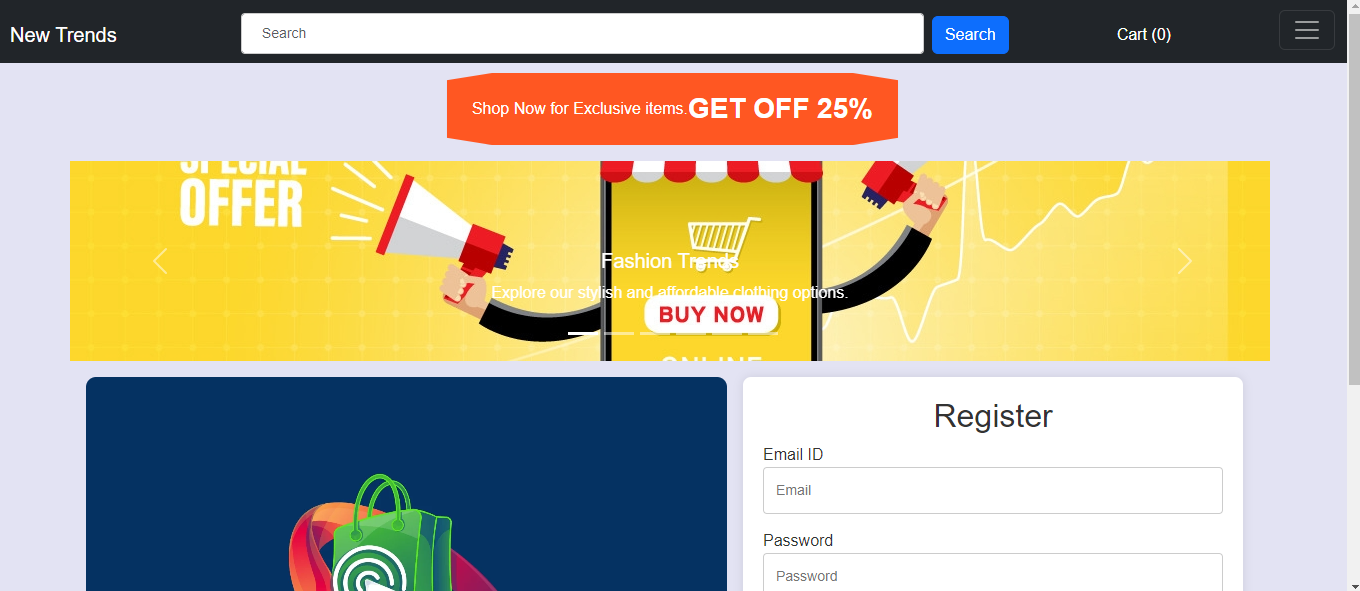 New Trends
Search
Search
Cart (0)
Shop Now for Exclusive items.GET OFF 25%
SPECIAL
OFFER
Fashion Trends
Explore our stylish and affordable clothing options.
BUY NOW
ONLINE
Register
Email ID
Email
Password
Password